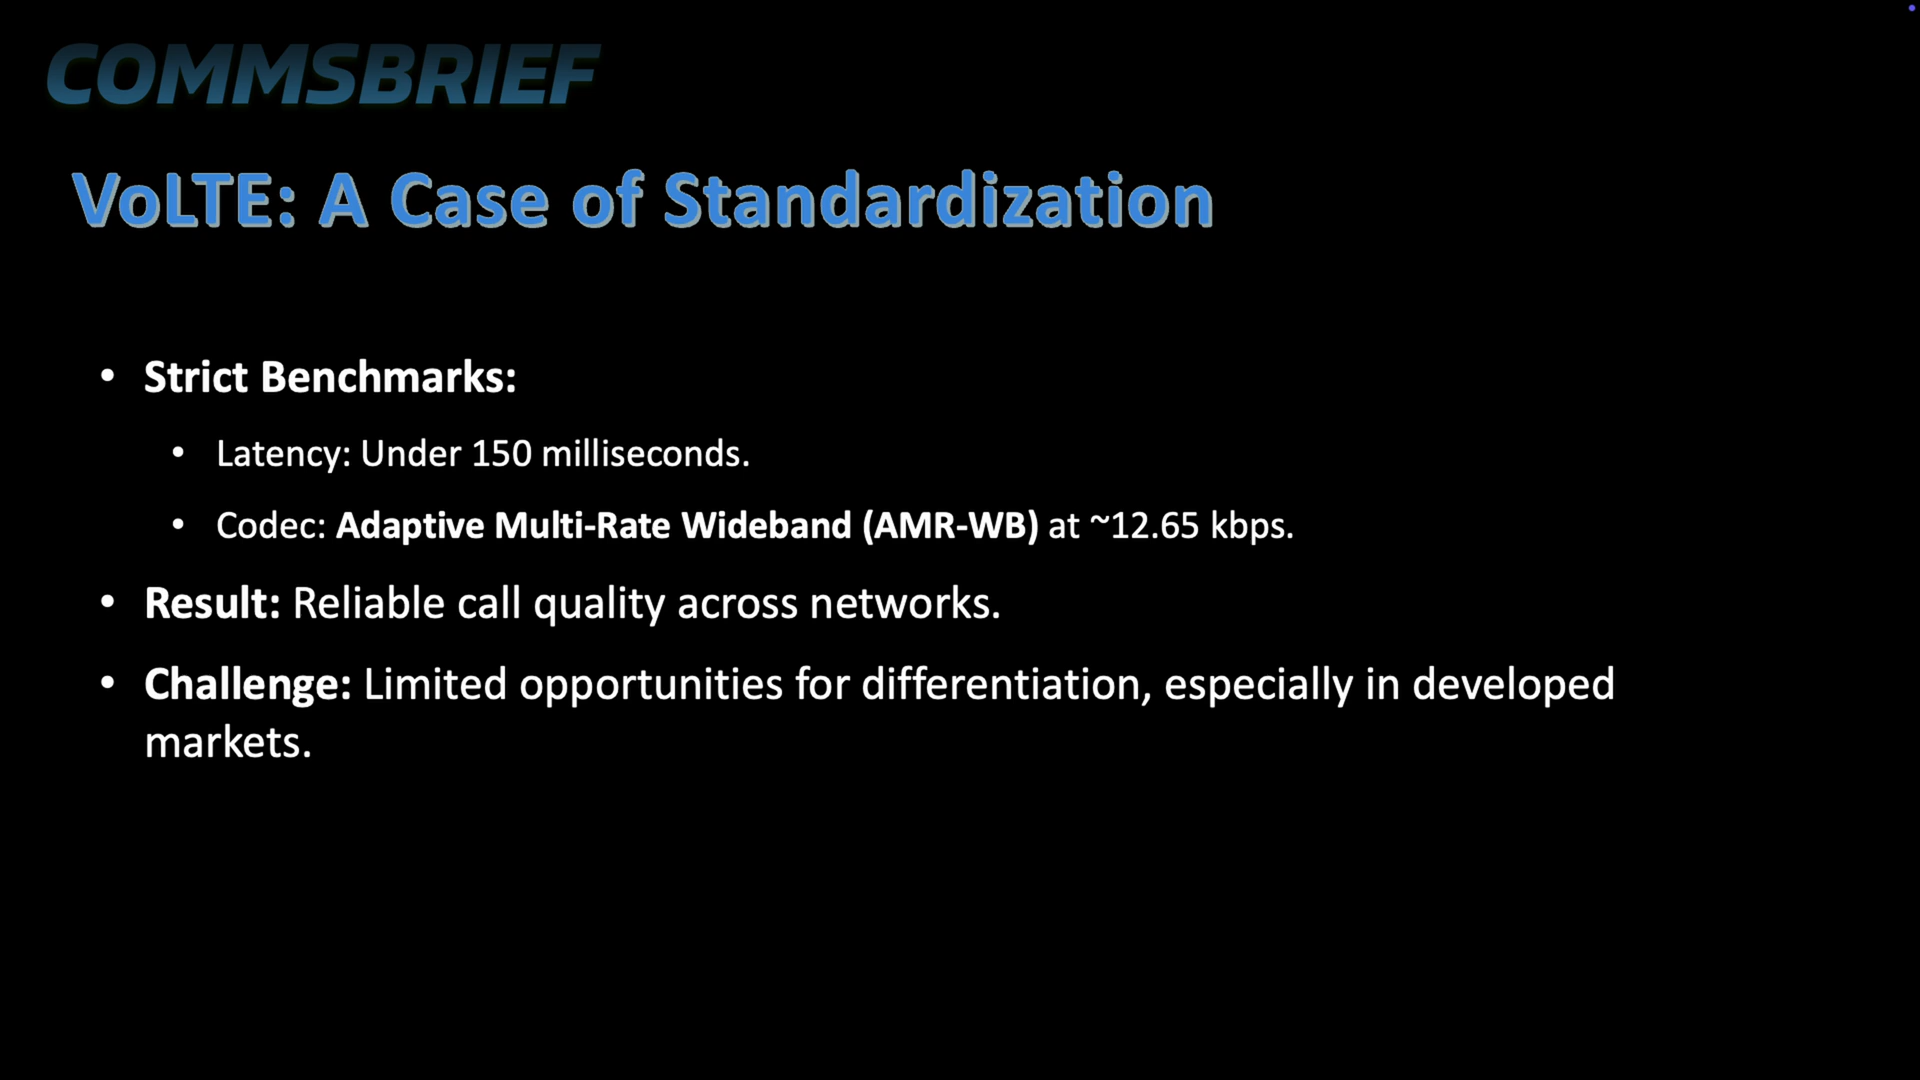 COMMSBRIEF
VoLTE: A Case of Standardization
• Strict Benchmarks:
• Latency: Under 150 milliseconds.
• Codec: Adaptive Multi-Rate Wideband (AMR-WB) at ~12.65 kbps.
• Result: Reliable call quality across networks.
• Challenge: Limited opportunities for differentiation, especially in developed
markets.